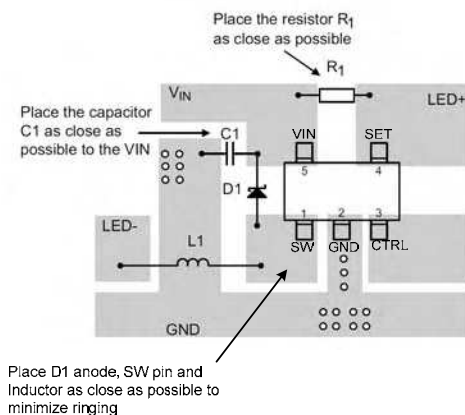 Place the resistor R1
as close as possible
R1
VIN
LED+
Place the capacitor
C1 as close as
possible to the VIN
C1
VIN
SET
5
4
D1
1
2
3
LED-
L1
SW
GND
CTRL
GND
Place D1 anode, SW pin and
Inductor as close as possible to
minimize ringing